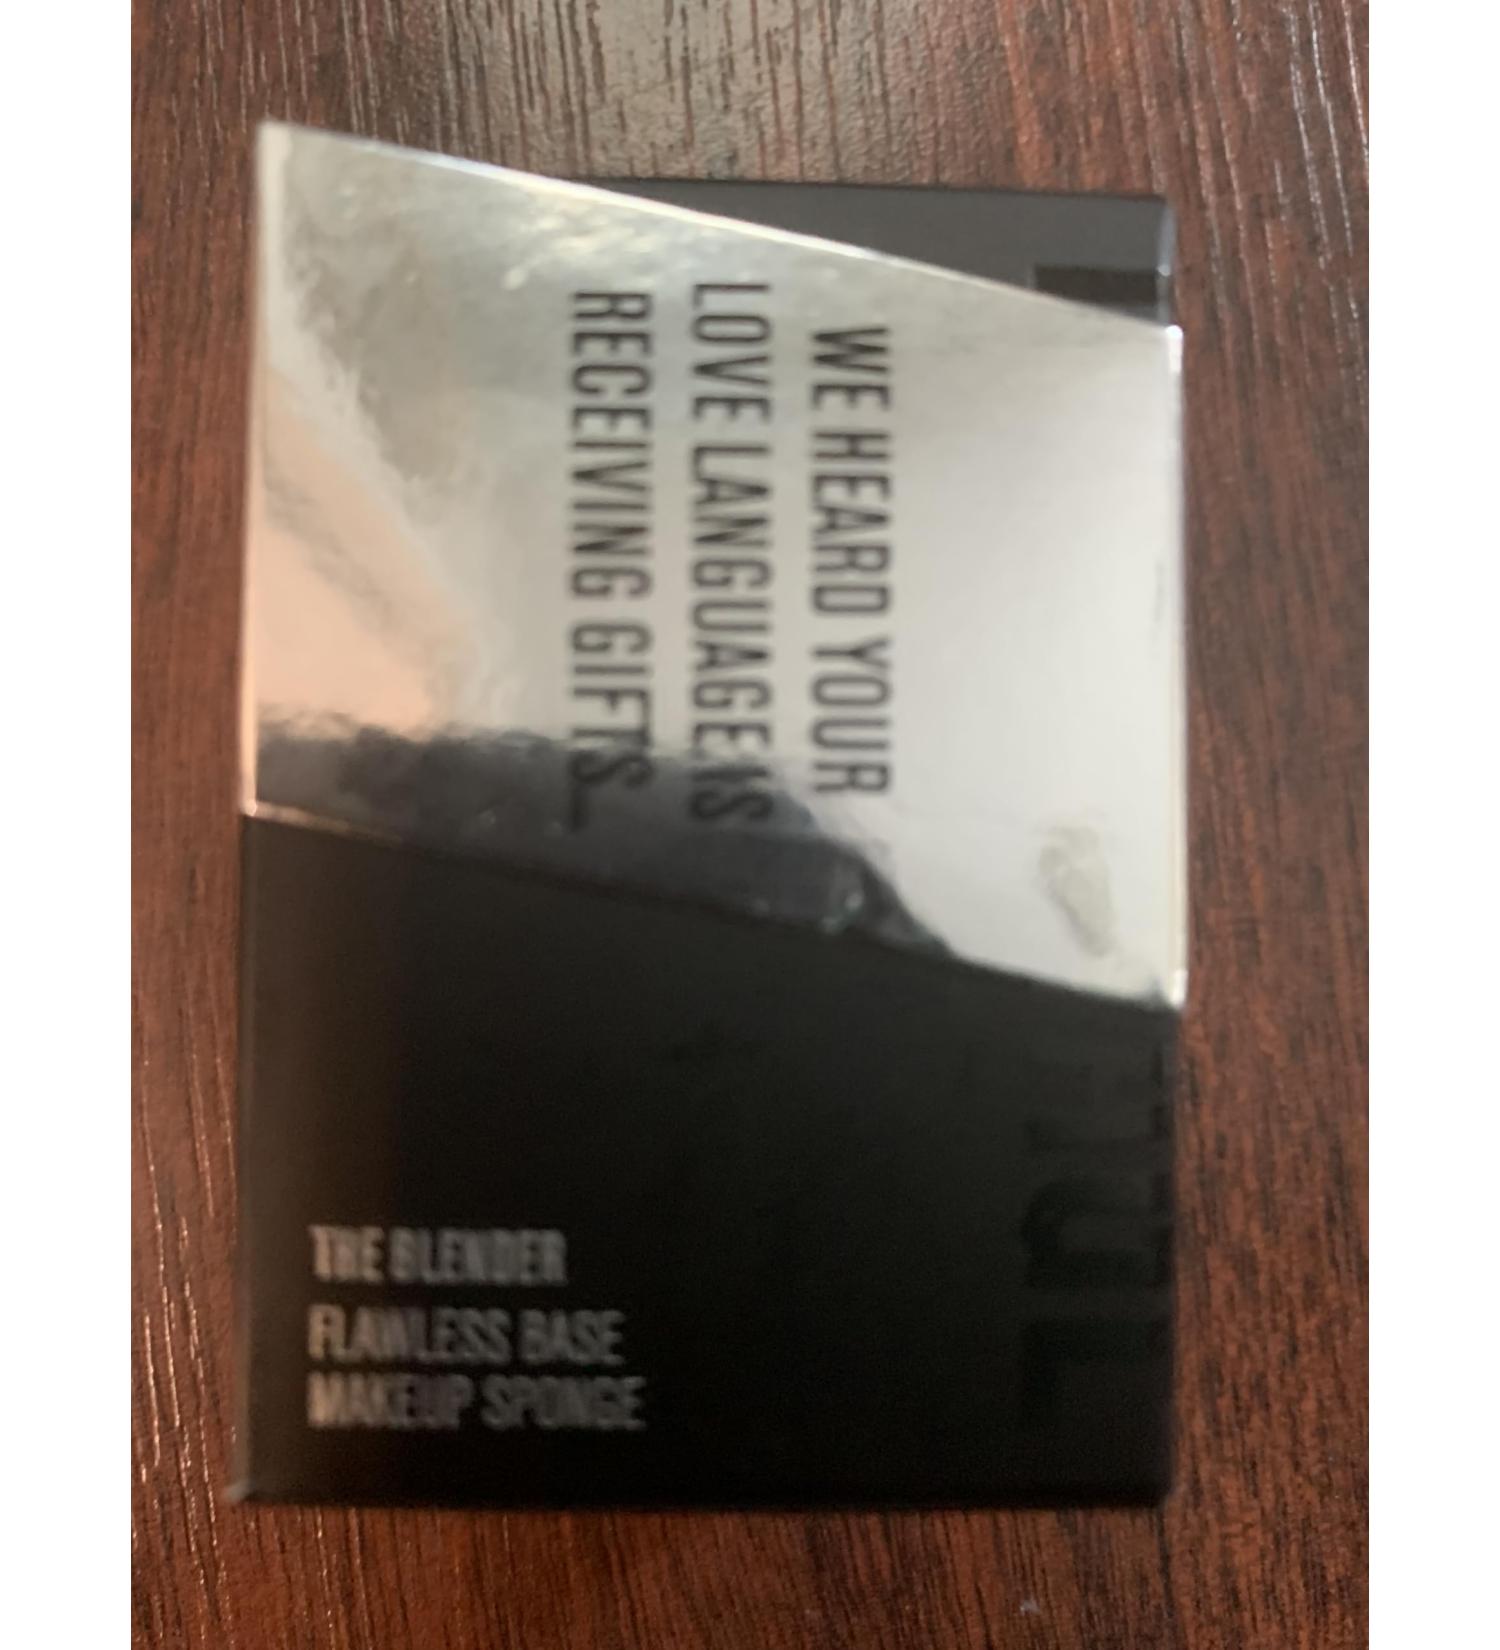 WE HEARD YOUR
LOVE LANGUAGE IS
RECEIVING GIFTS.
THE BLENDER
FLAWLESS BASE
MAKEUP SPONGE